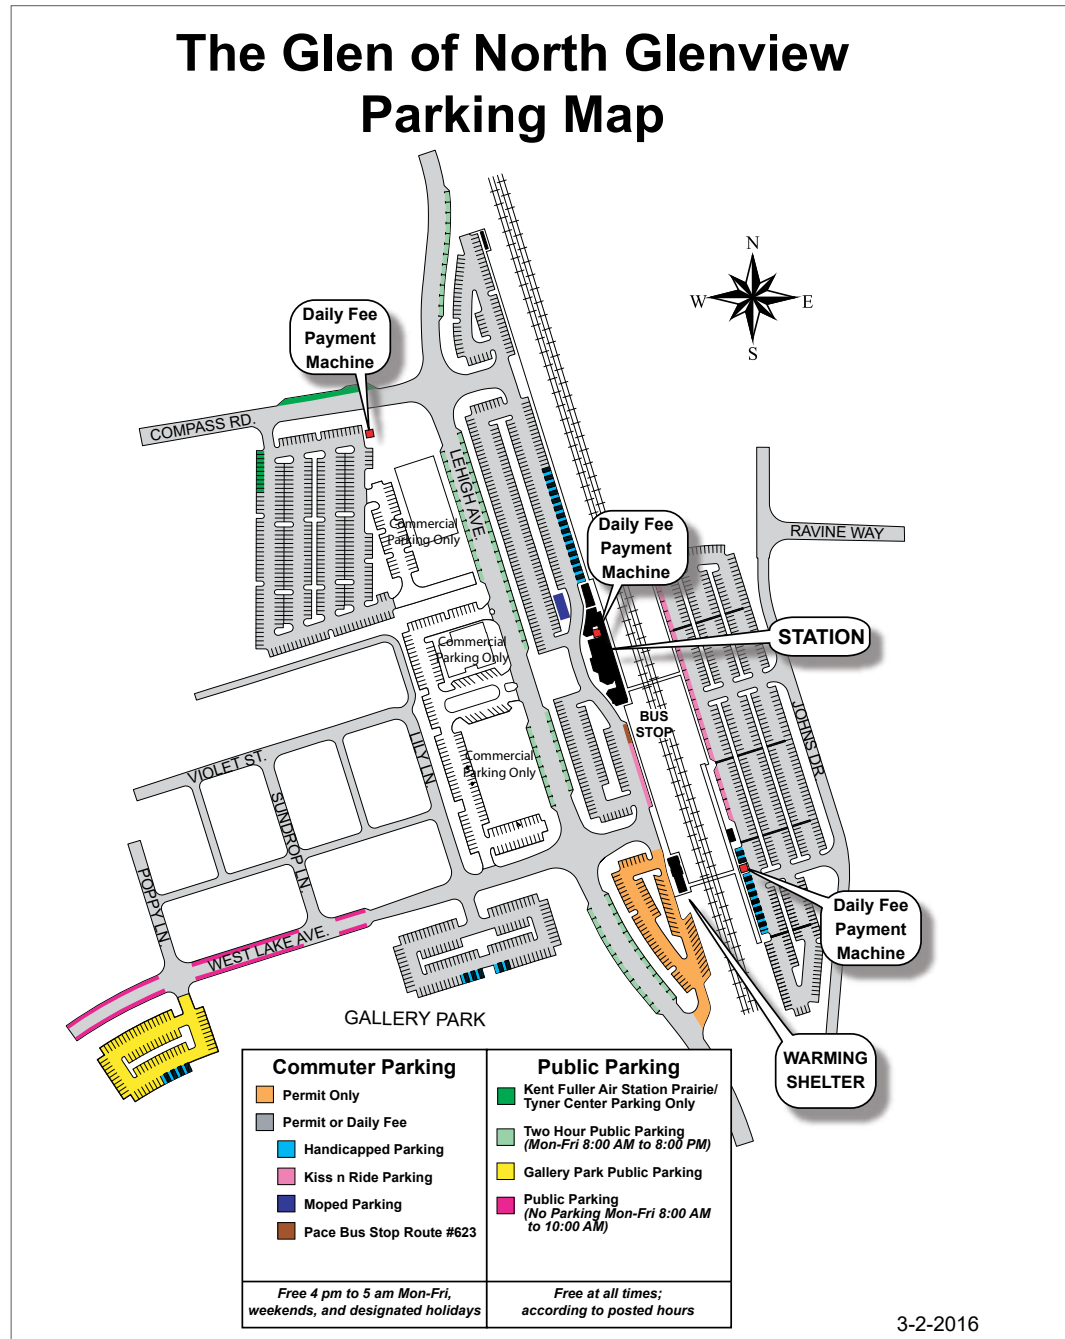 The Glen of North Glenview
Parking Map
N
W
E
S
Daily Fee
Payment
Machine
COMPASS RD.
LEHIGH AVE.
Commercial
Parking Only
Daily Fee
Payment
Machine
RAVINE WAY
STATION
Commercial
Parking Only
BUS
STOP
JOHNS DR.
VIOLET ST.
LILY LN.
Commercial
Parking Only
SUNDROP LN.
POPPY LN.
WEST LAKE AVE.
Daily Fee
Payment
Machine
GALLERY PARK
WARMING
SHELTER
Commuter Parking
Permit Only
Permit or Daily Fee
Handicapped Parking
Kiss n Ride Parking
Moped Parking
Pace Bus Stop Route #623
Free 4 pm to 5 am Mon-Fri,
weekends, and designated holidays
Public Parking
Kent Fuller Air Station Prairie/
Tyner Center Parking Only
Two Hour Public Parking
(Mon-Fri 8:00 AM to 8:00 PM)
Gallery Park Public Parking
Public Parking
(No Parking Mon-Fri 8:00 AM
to 10:00 AM)
Free at all times;
according to posted hours
3-2-2016